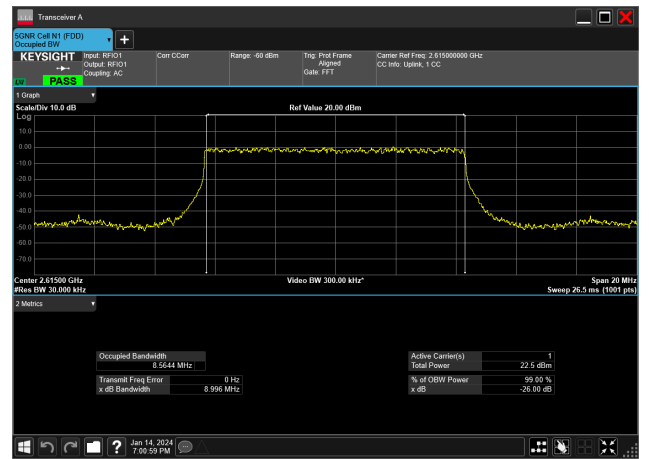 Transceiver A
5GNR Cell N1 (FDD)
Occupied BW
KEYSIGHT
LW PASS
Input: RFIO1
Output: RFIO1
Coupling: AC
Corr CCorr
Range: -60 dBm
Trig: Prot Frame
Aligned
Gate: FFT
Carrier Ref Freq: 2.615000000 GHz
CC Info: Uplink, 1 CC
1 Graph
Scale/Div 10.0 dB
Ref Value 20.00 dBm
Log
10.0
0.00
-10.0
-20.0
-30.0
-40.0
-50.0
-60.0
-70.0
Center 2.61500 GHz
Video BW 300.00 kHz*
Span 20 MHz
#Res BW 30.000 kHz
Sweep 26.5 ms (1001 pts)
2 Metrics
Occupied Bandwidth
8.5644 MHz
Transmit Freq Error 0 Hz
x dB Bandwidth 8.996 MHz
Active Carrier(s) 1
Total Power 22.5 dBm
% of OBW Power 99.00 %
x dB -26.00 dB
?
Jan 14, 2024
7:00:59 PM